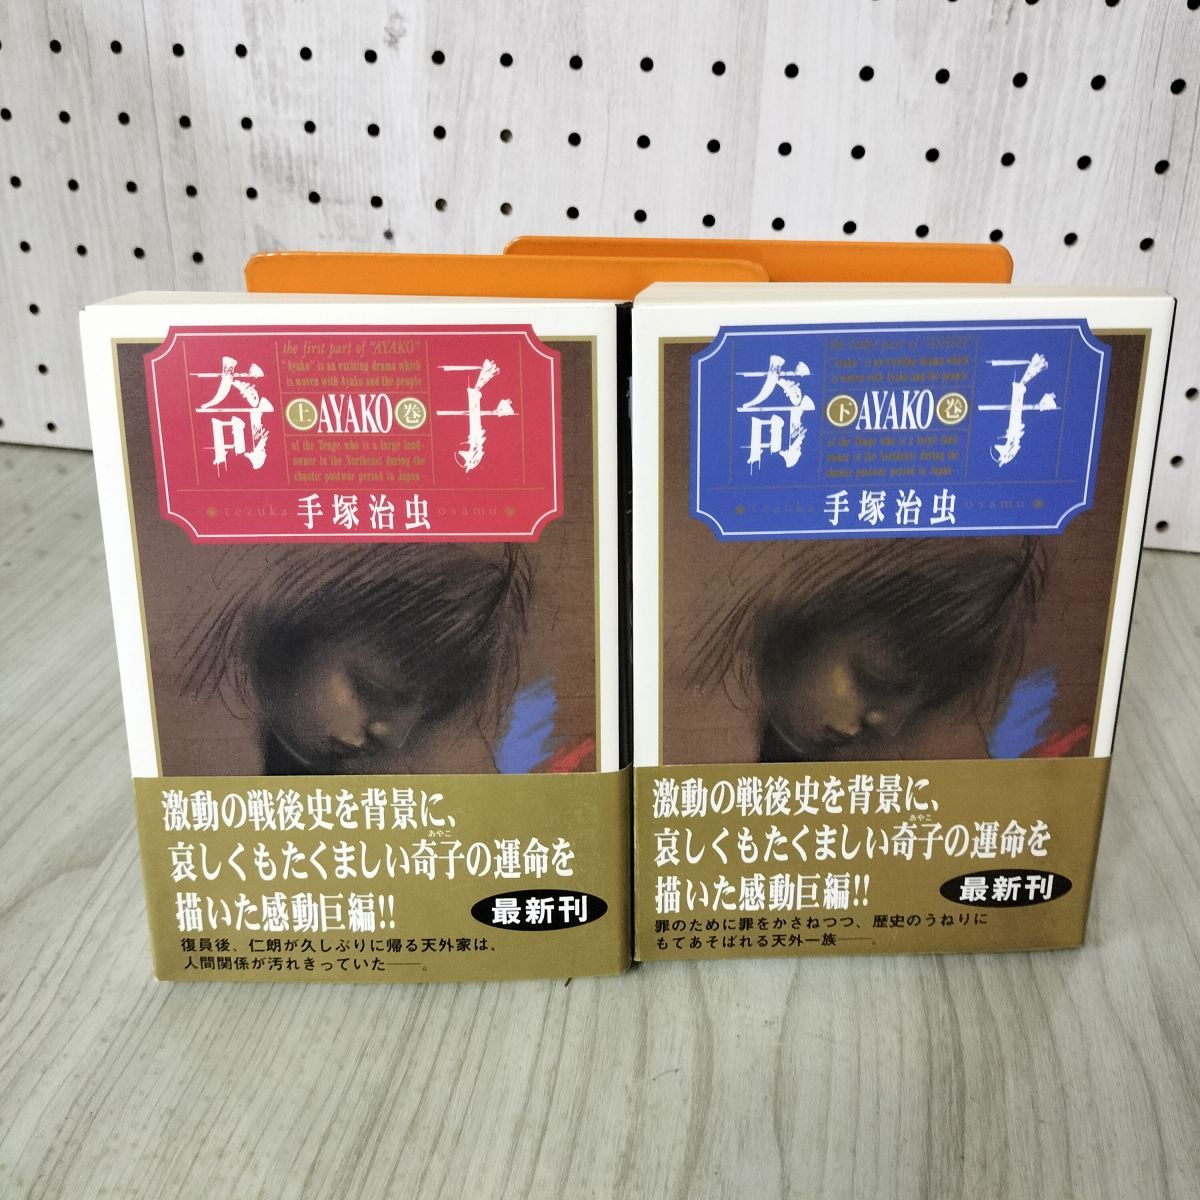 the first part of "AYAKO"
"Ayako" is an exciting drama which
is woven with Ayako and the people
奇子
上 AYAKO 巻
of the Tenge who is a large land-
owner in the Northeast during the
chaotic postwar period in Japan-
tezuka 手塚治虫 osamu
激動の戦後史を背景に、
あやこ
哀しくもたくましい奇子の運命を
描いた感動巨編!!
最新刊
復員後、仁朗が久しぶりに帰る天外家は、
人間関係が汚れきっていた――。
the latter part of "AYAKO"
"Ayako" is an exciting drama which
is woven with Ayako and the people
奇子
下 AYAKO 巻
of the Tenge who is a large land-
owner in the Northeast during the
chaotic postwar period in Japan-
tezuka 手塚治虫 osamu
激動の戦後史を背景に、
あやこ
哀しくもたくましい奇子の運命を
描いた感動巨編!!
最新刊
罪のために罪をかさねつつ、歴史のうねりに
もてあそばれる天外一族――。